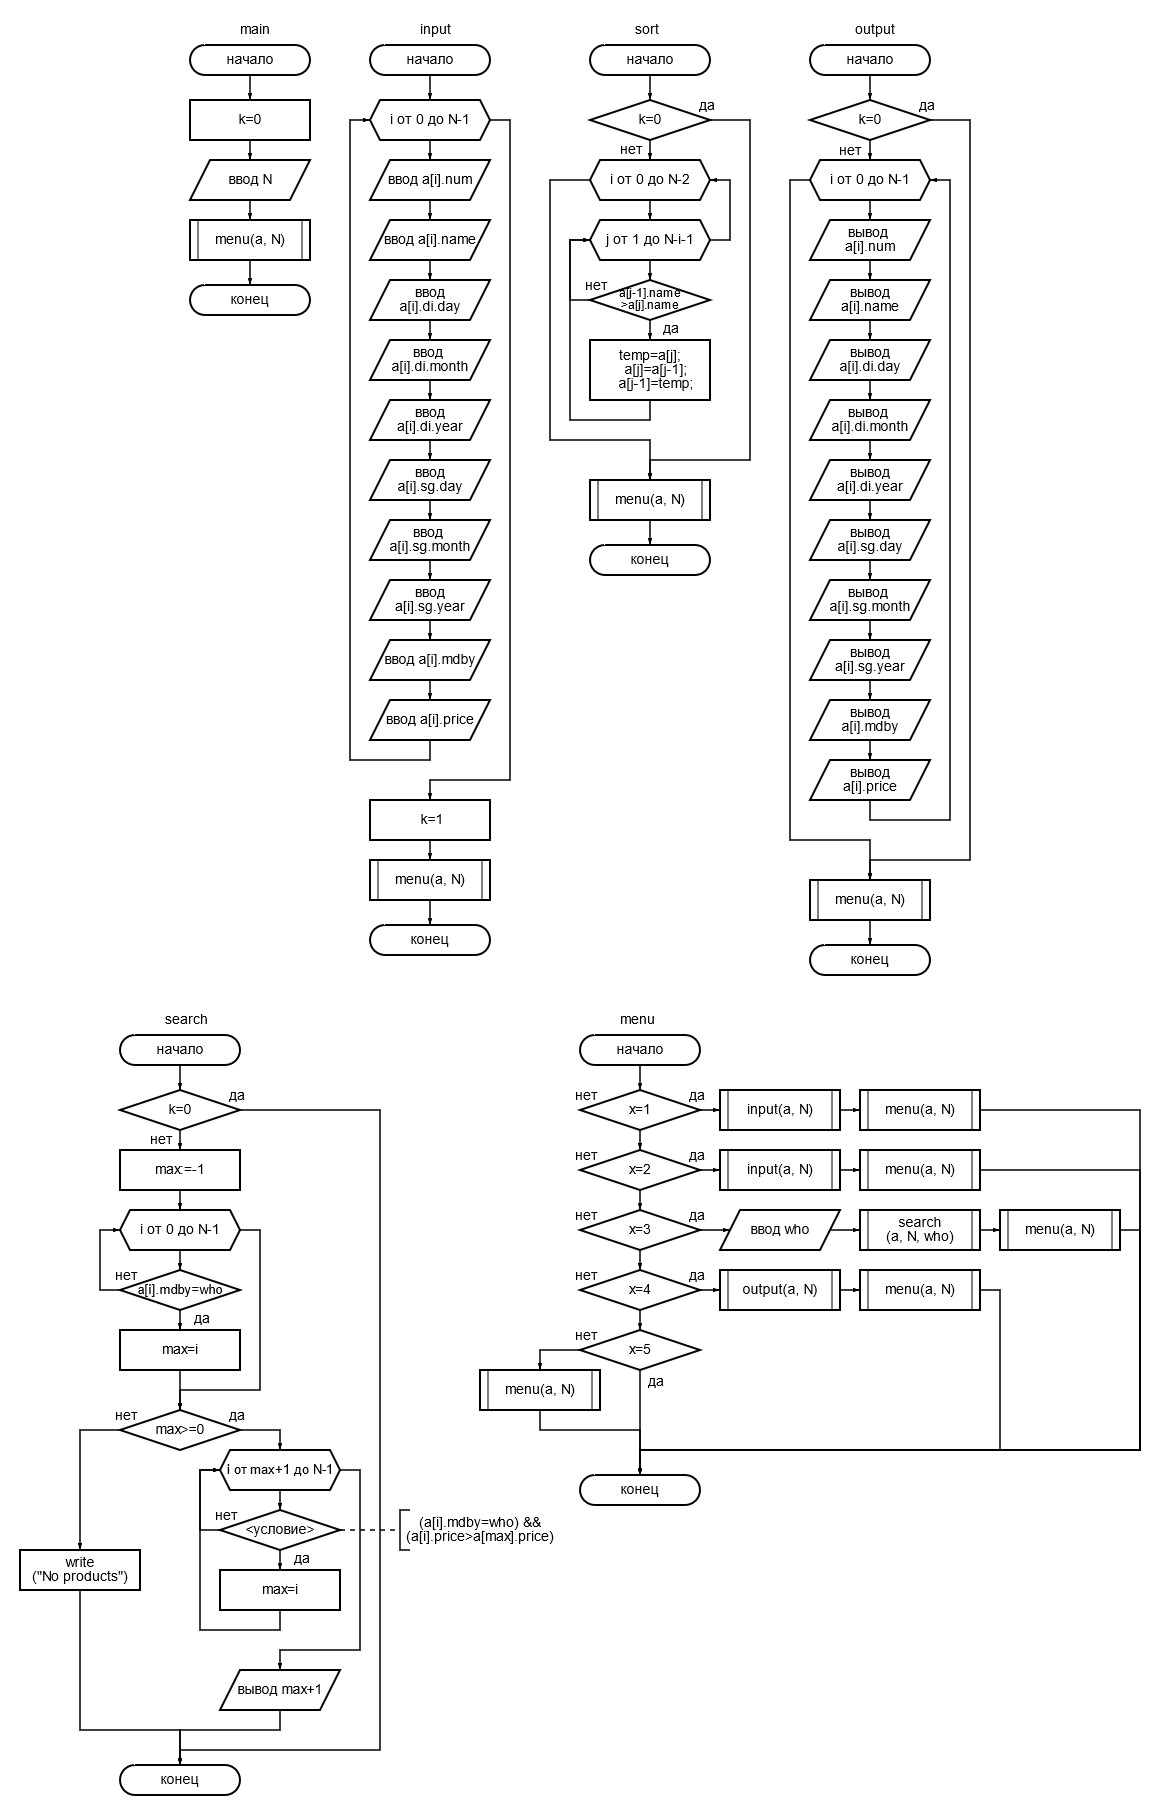 main
начало
k=0
ввод N
menu(a, N)
конец
input
начало
i от 0 до N-1
ввод a[i].num
ввод a[i].name
ввод
a[i].di.day
ввод
a[i].di.month
ввод
a[i].di.year
ввод
a[i].sg.day
ввод
a[i].sg.month
ввод
a[i].sg.year
ввод a[i].mdby
ввод a[i].price
k=1
menu(a, N)
конец
sort
начало
да
k=0
нет
i от 0 до N-2
j от 1 до N-i-1
нет
a[j-1].name
>a[j].name
да
temp=a[j];
a[j]=a[j-1];
a[j-1]=temp;
menu(a, N)
конец
output
начало
да
k=0
нет
i от 0 до N-1
вывод
a[i].num
вывод
a[i].name
вывод
a[i].di.day
вывод
a[i].di.month
вывод
a[i].di.year
вывод
a[i].sg.day
вывод
a[i].sg.month
вывод
a[i].sg.year
вывод
a[i].mdby
вывод
a[i].price
menu(a, N)
конец
search
начало
да
k=0
нет
max:=-1
i от 0 до N-1
нет
a[i].mdby=who
да
max=i
нет
да
max>=0
i от max+1 до N-1
нет
<условие>
(a[i].mdby=who) &&
(a[i].price>a[max].price)
да
max=i
write
("No products")
вывод max+1
конец
menu
начало
нет
да
x=1
input(a, N)
menu(a, N)
нет
да
x=2
input(a, N)
menu(a, N)
нет
да
x=3
ввод who
search
(a, N, who)
menu(a, N)
нет
да
x=4
output(a, N)
menu(a, N)
нет
x=5
да
menu(a, N)
конец